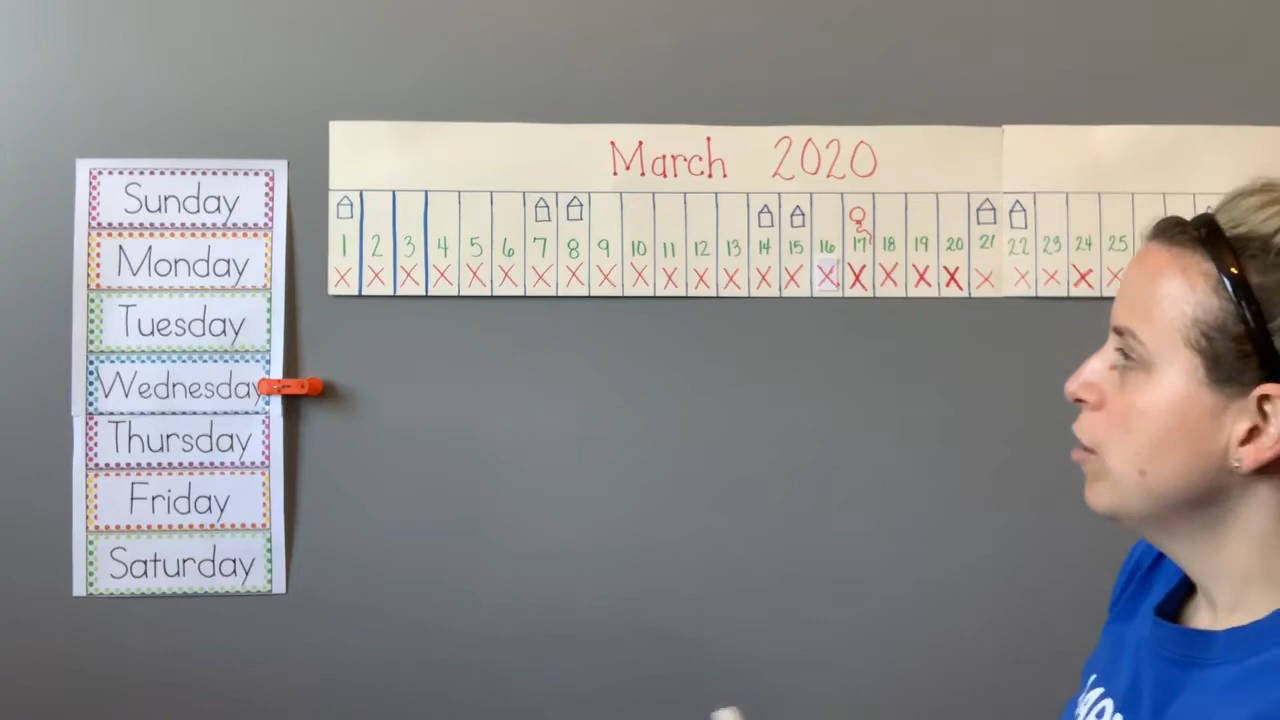 Sunday
Monday
Tuesday
Wednesday
Thursday
Friday
Saturday
March 2020
1 2 3 4 5 6 7 8 9 10 11 12 13 14 15 16 17 18 19 20 21 22 23 24 25
X X X X X X X X X X X X X X X X X X X X X X X X X